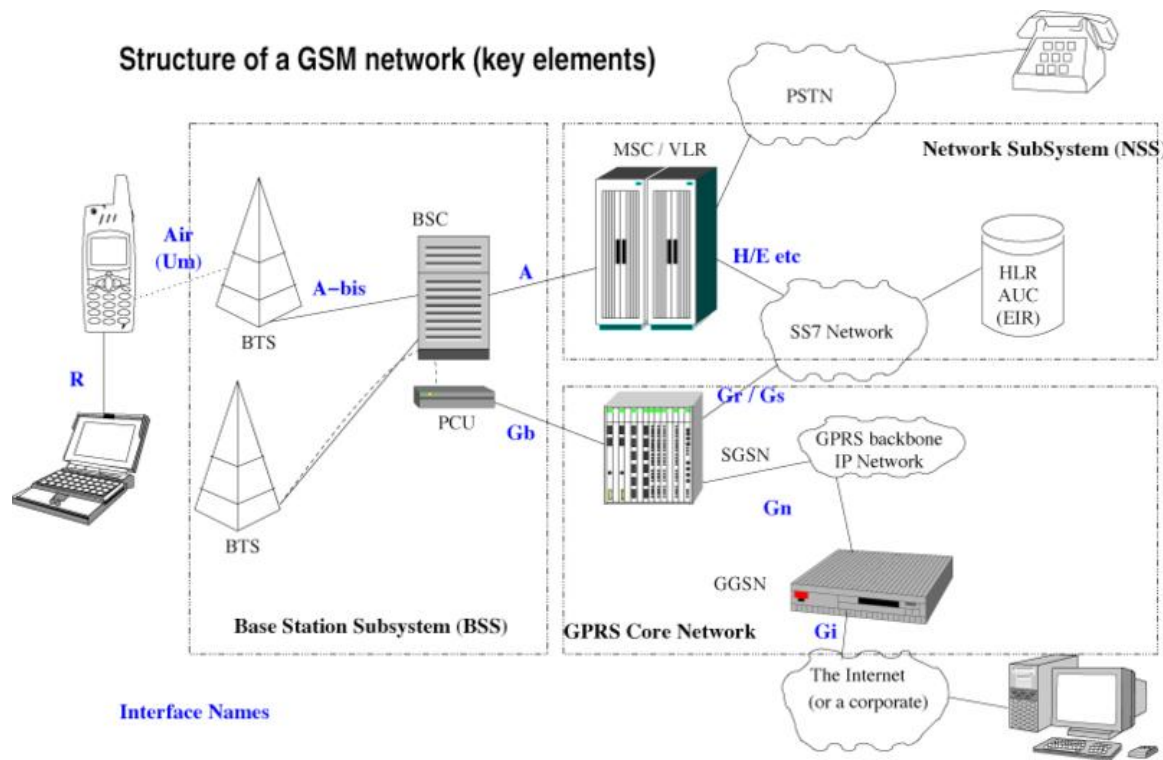 Structure of a GSM network (key elements)
PSTN
MSC / VLR
Network SubSystem (NSS)
BSC
Air
(Um)
A-bis
A
H/E etc
HLR
AUC
(EIR)
BTS
SS7 Network
R
PCU
Gb
Gr / Gs
SGSN
GPRS backbone
IP Network
Gn
BTS
GGSN
Base Station Subsystem (BSS)
GPRS Core Network
Gi
The Internet
(or a corporate)
Interface Names